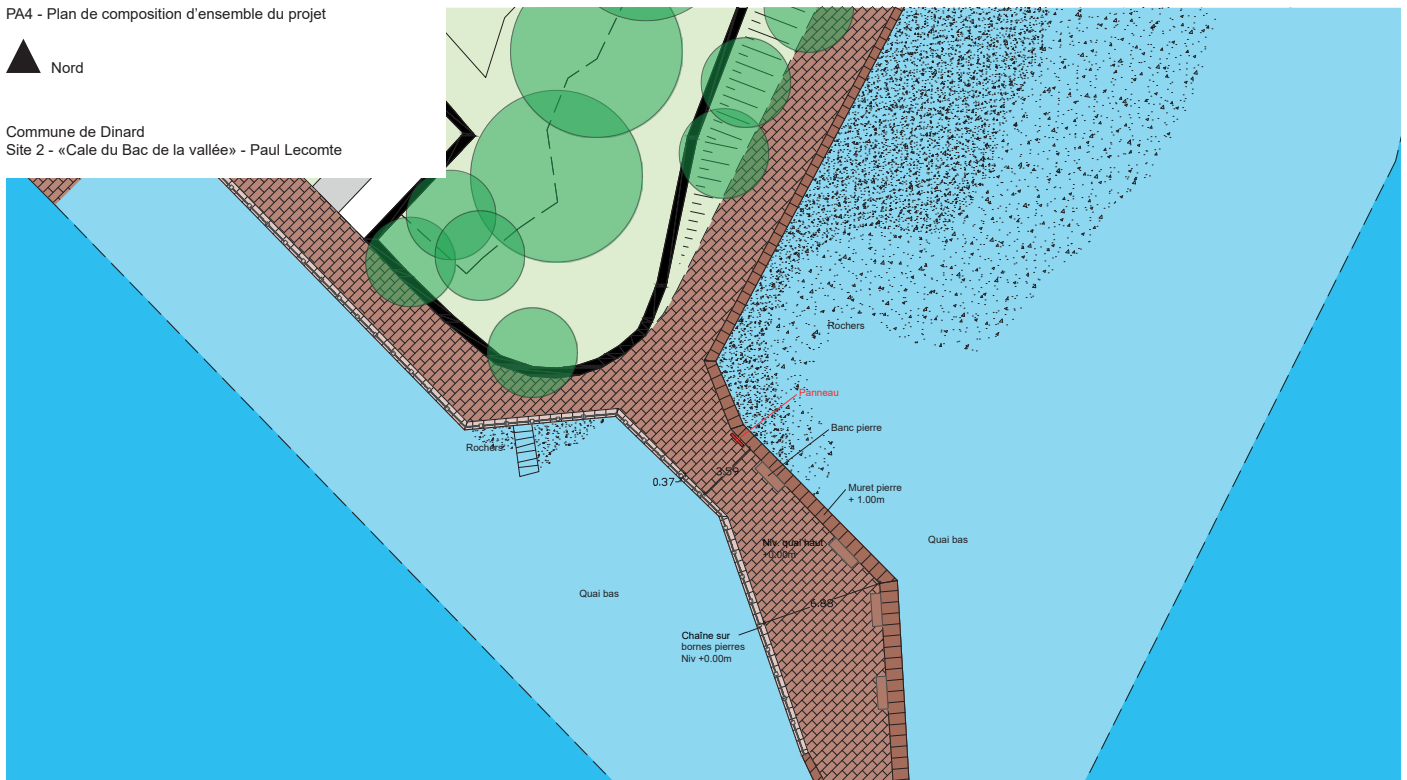 PA4 - Plan de composition d'ensemble du projet
Nord
Commune de Dinard
Site 2 - «Cale du Bac de la vallée» - Paul Lecomte
Rochers
Panneau
Banc pierre
Rochers
3.59
0.37
Muret pierre
+ 1.00m
Niv. quai haut
+0.00m
Quai bas
Quai bas
6.88
Chaîne sur
bornes pierres
Niv +0.00m